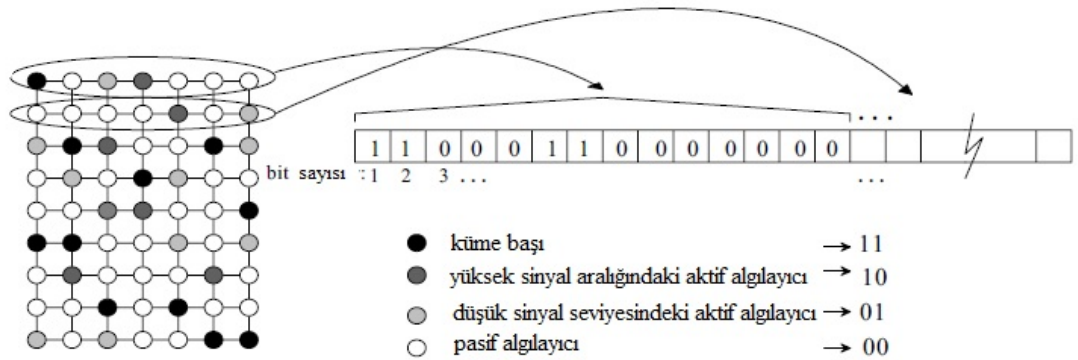 . . .
1 1 0 0 0 1 1 0 0 0 0 0 0 0
bit sayısı : 1 2 3 . . . . . .
küme başı → 11
yüksek sinyal aralığındaki aktif algılayıcı → 10
düşük sinyal seviyesindeki aktif algılayıcı → 01
pasif algılayıcı → 00